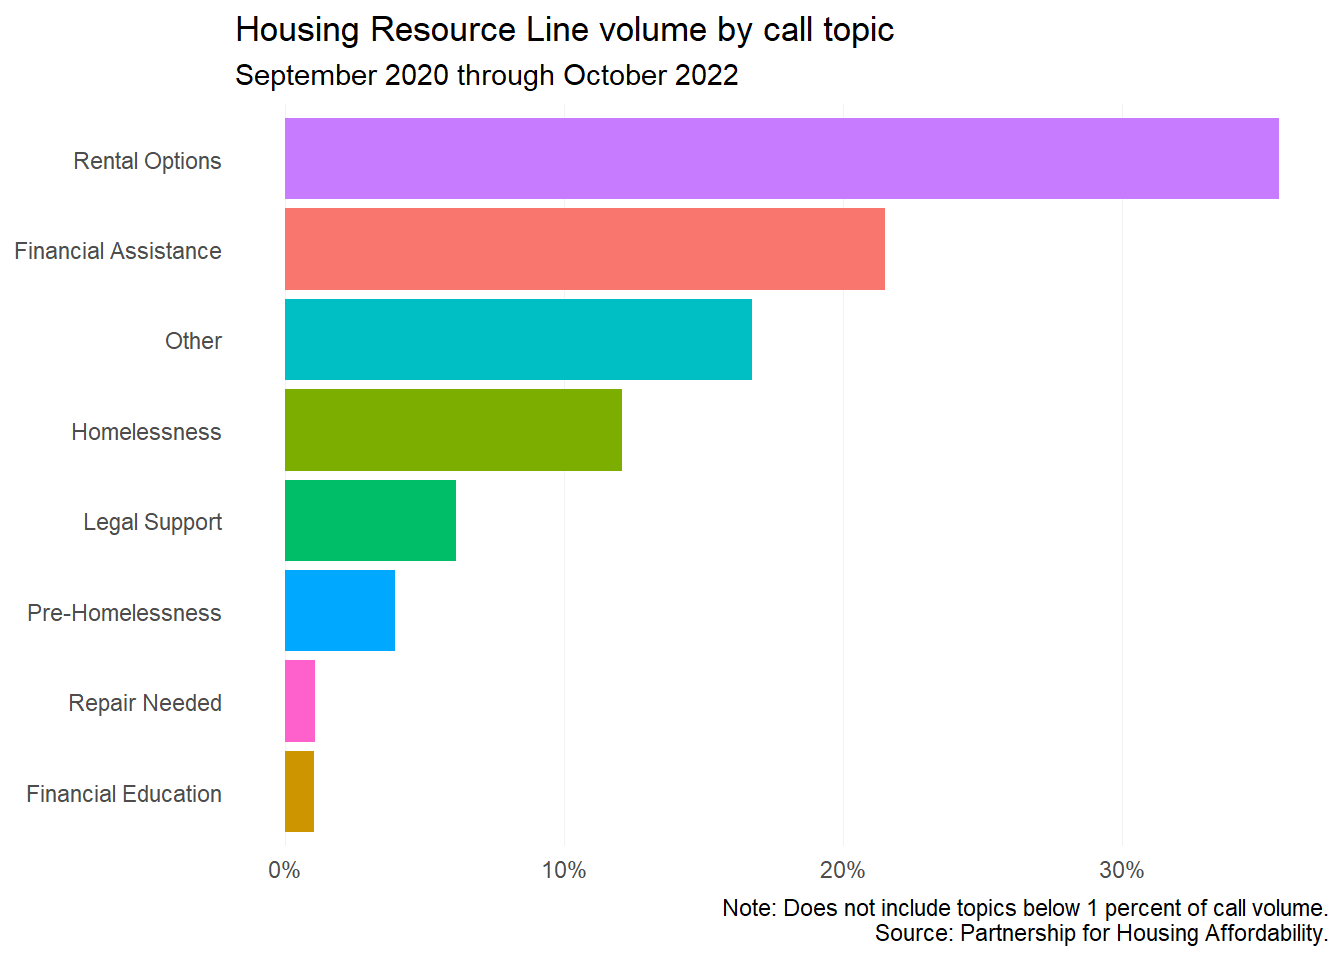 Housing Resource Line volume by call topic
September 2020 through October 2022
Rental Options
Financial Assistance
Other
Homelessness
Legal Support
Pre-Homelessness
Repair Needed
Financial Education
0% 10% 20% 30%
Note: Does not include topics below 1 percent of call volume.
Source: Partnership for Housing Affordability.